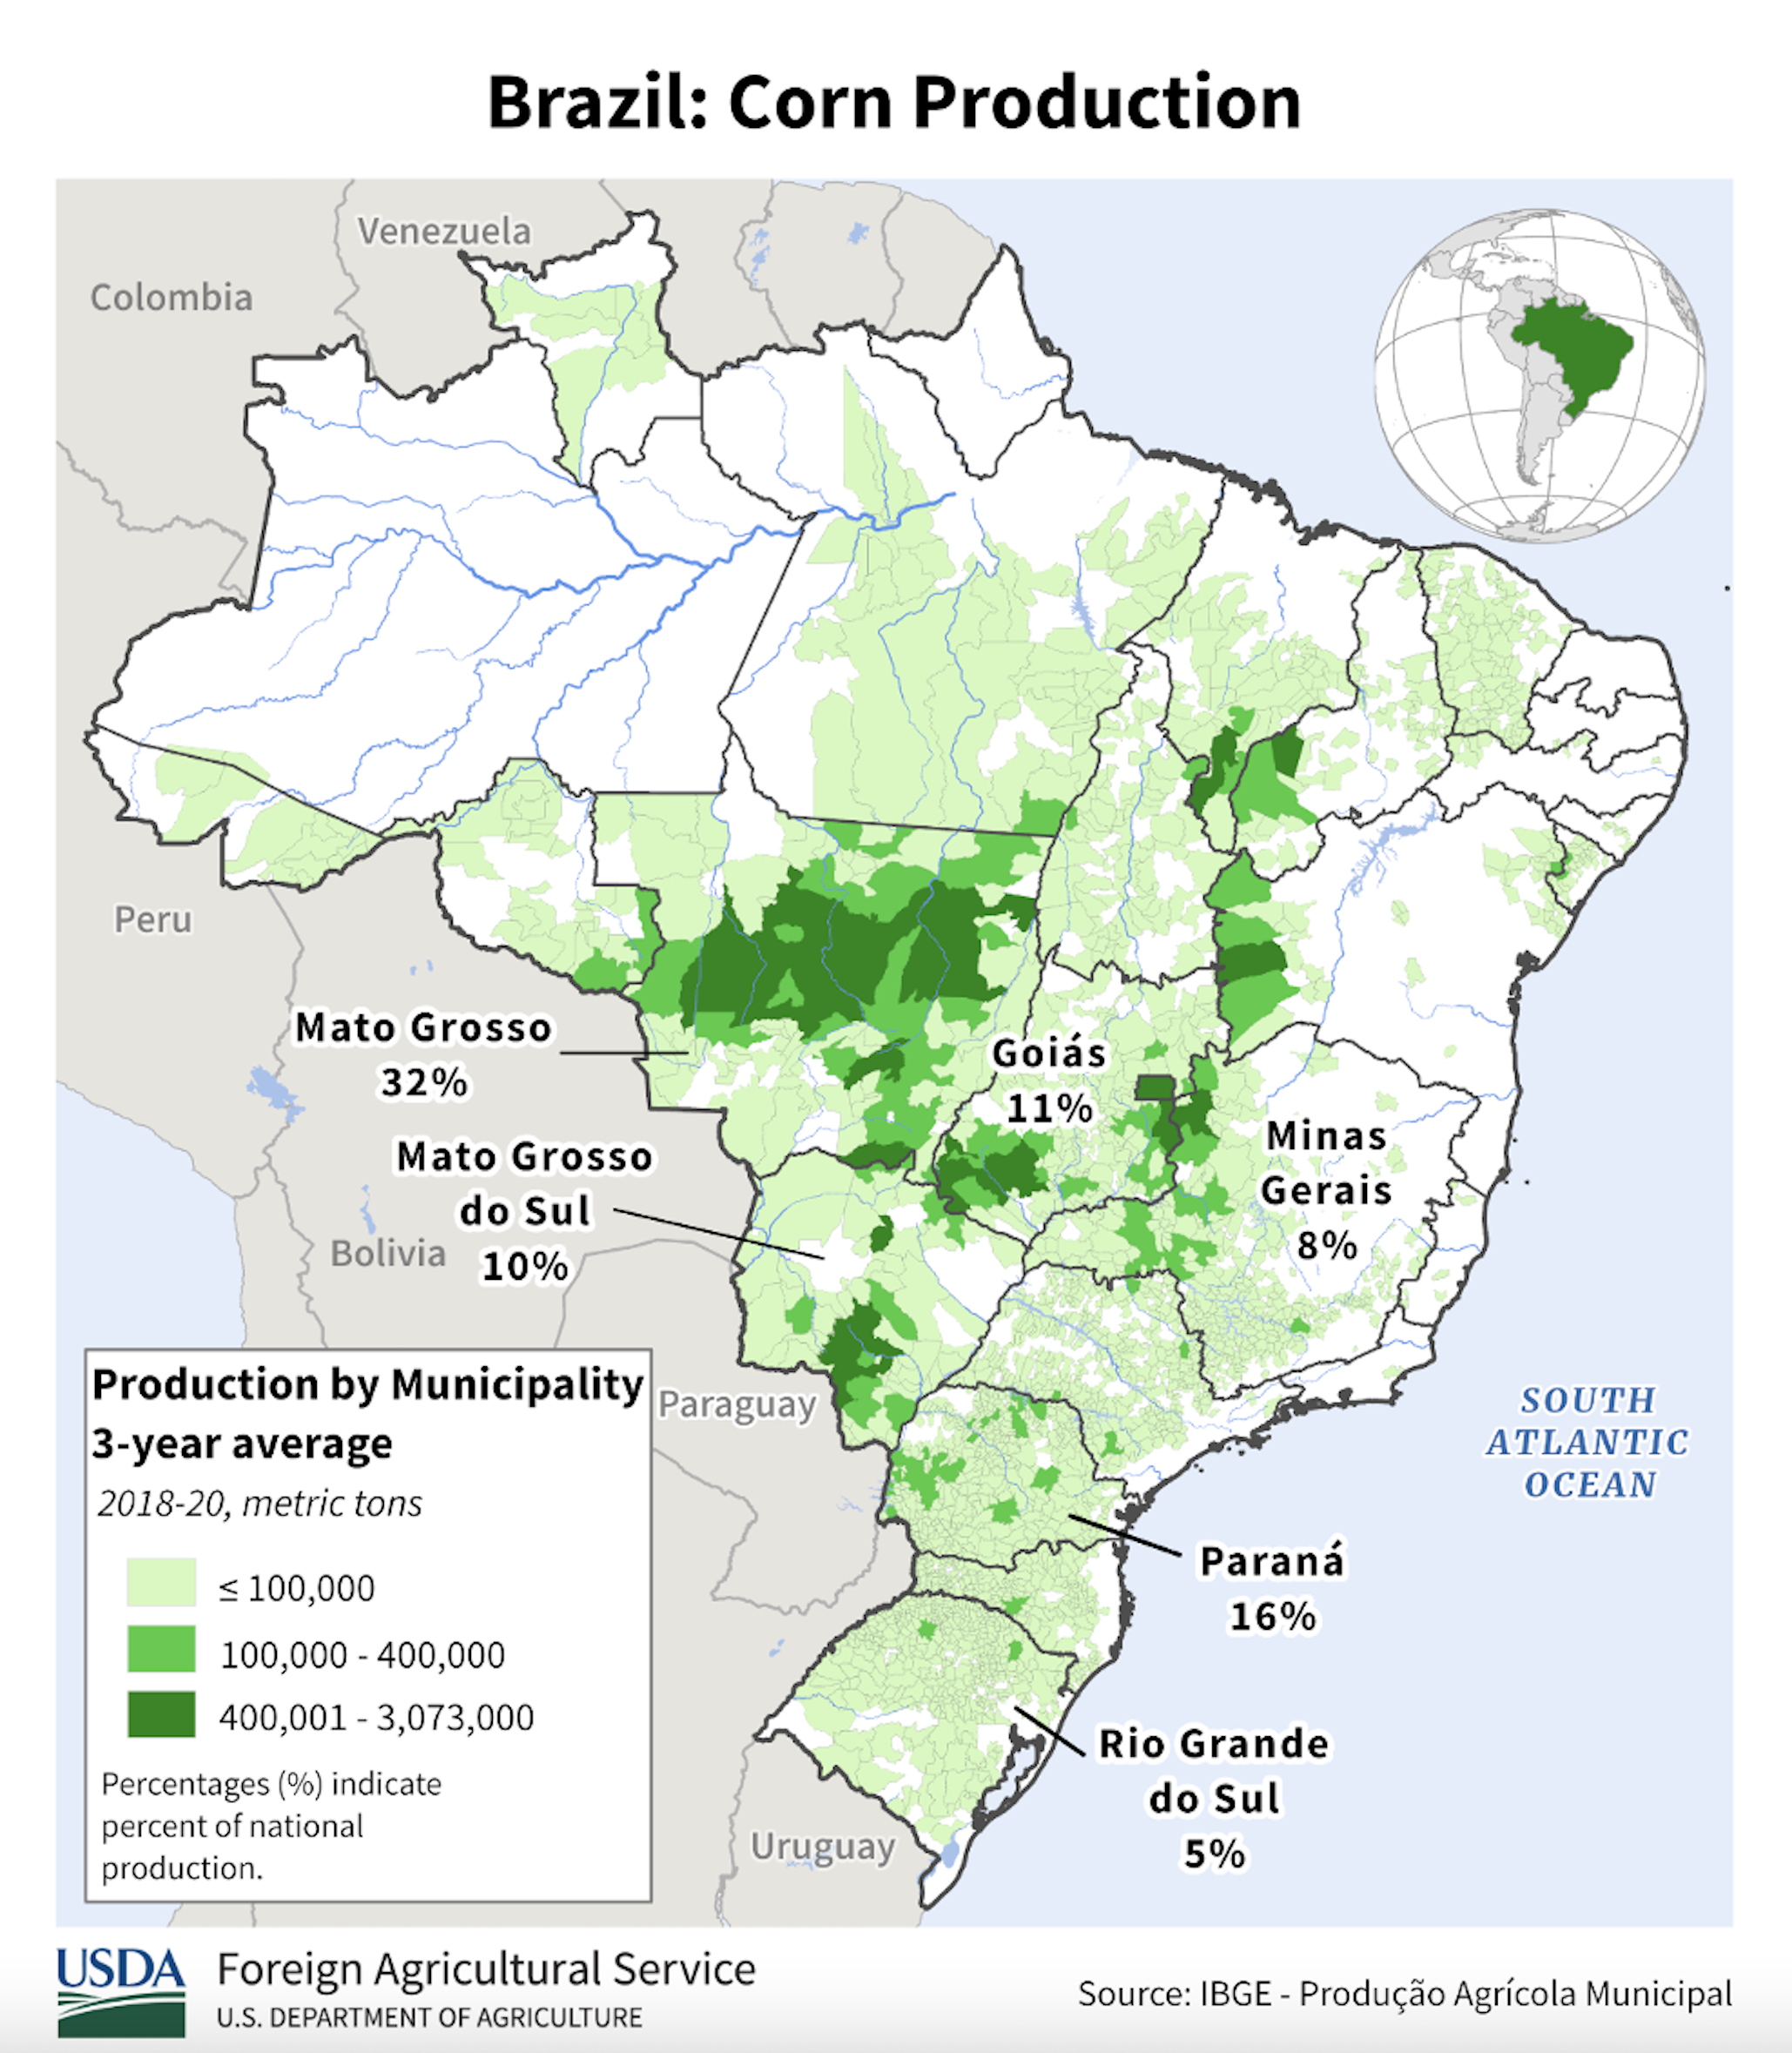 Brazil: Corn Production
Venezuela
Colombia
Peru
Mato Grosso
32%
Goiás
11%
Minas
Gerais
8%
Mato Grosso
do Sul
10%
Bolivia
Paraguay
SOUTH
ATLANTIC
OCEAN
Paraná
16%
Rio Grande
do Sul
5%
Uruguay
Production by Municipality
3-year average
2018-20, metric tons
≤ 100,000
100,000 - 400,000
400,001 - 3,073,000
Percentages (%) indicate
percent of national
production.
USDA
Foreign Agricultural Service
U.S. DEPARTMENT OF AGRICULTURE
Source: IBGE - Produção Agrícola Municipal